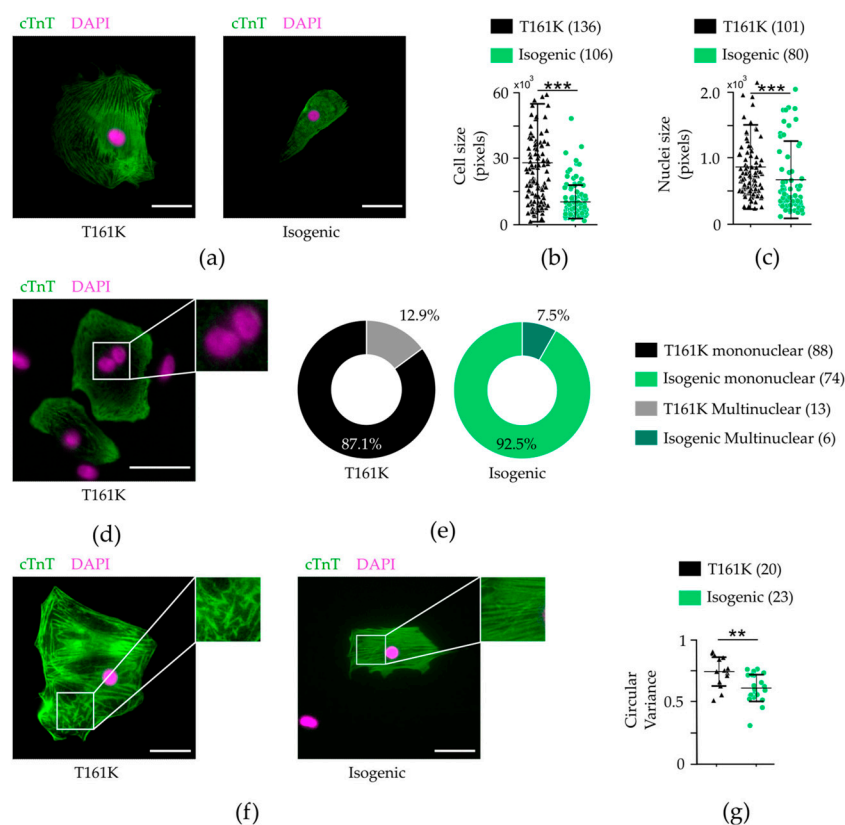 cTnT DAPI
cTnT DAPI
T161K
Isogenic
(a)
T161K (136)
Isogenic (106)
x10³
***
60
30
0
Cell size
(pixels)
(b)
T161K (101)
Isogenic (80)
x10³
***
2.0
1.0
0
Nuclei size
(pixels)
(c)
cTnT DAPI
T161K
(d)
12.9%
87.1%
T161K
7.5%
92.5%
Isogenic
T161K mononuclear (88)
Isogenic mononuclear (74)
T161K Multinuclear (13)
Isogenic Multinuclear (6)
(e)
cTnT DAPI
T161K
cTnT DAPI
Isogenic
(f)
T161K (20)
Isogenic (23)
**
1
0.5
0
Circular
Variance
(g)